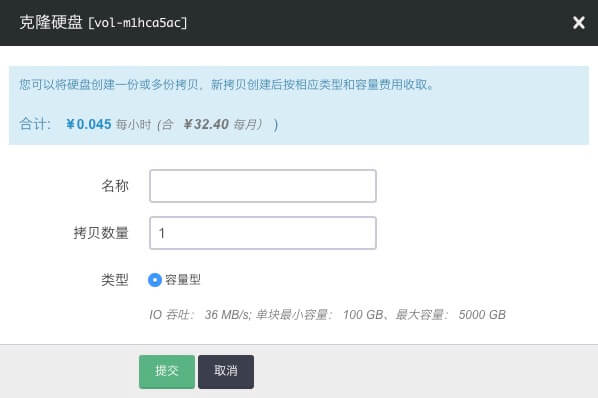 克隆硬盘 [vol-m1hca5ac]
您可以将硬盘创建一份或多份拷贝，新拷贝创建后按相应类型和容量费用收取。
合计： ¥0.045 每小时 (合 ¥32.40 每月） )
名称
拷贝数量 1
类型 容量型
IO 吞吐： 36 MB/s; 单块最小容量： 100 GB、最大容量： 5000 GB
提交 取消